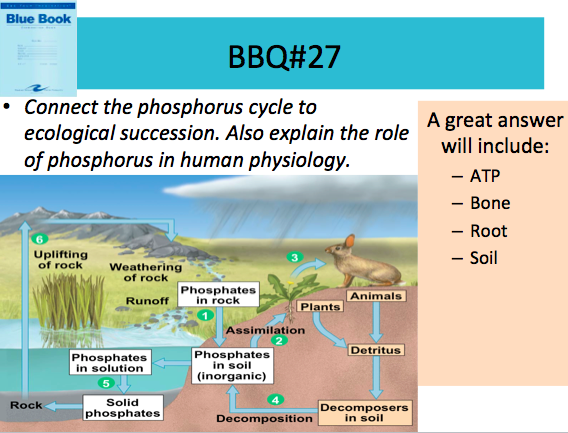 Blue Book
BBQ#27
• Connect the phosphorus cycle to
ecological succession. Also explain the role
of phosphorus in human physiology.
A great answer
will include:
– ATP
– Bone
– Root
– Soil
6
Uplifting
of rock
Weathering
of rock
Runoff
Phosphates
in rock
1
3
Plants
Animals
Assimilation
2
Phosphates
in solution
Phosphates
in soil
(inorganic)
Detritus
5
4
Rock
Solid
phosphates
Decomposition
Decomposers
in soil